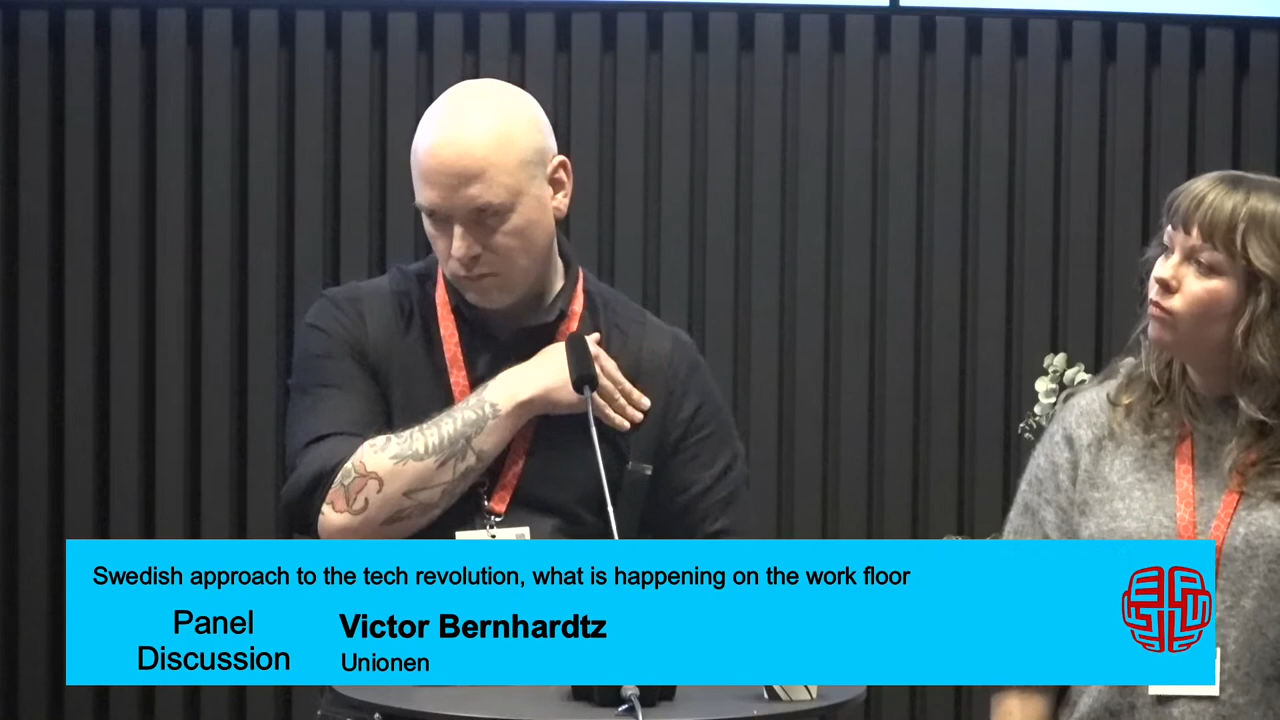 Swedish approach to the tech revolution, what is happening on the work floor
Panel
Discussion
Victor Bernhardtz
Unionen